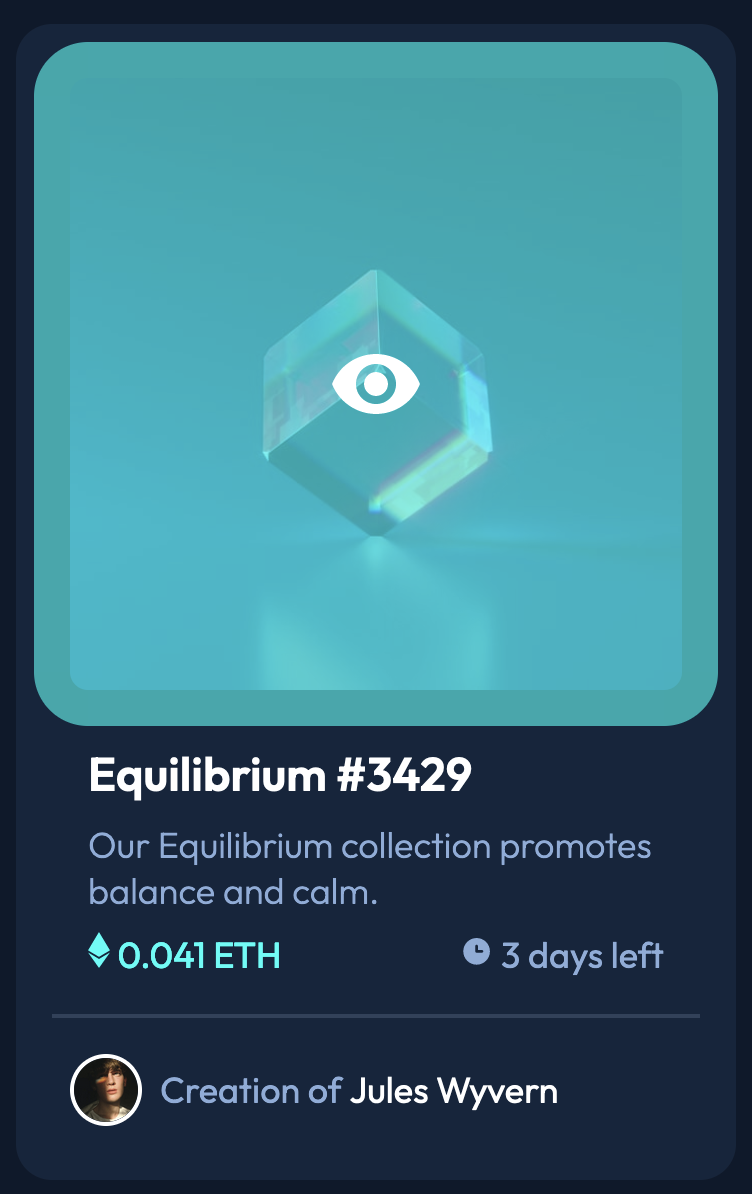 Equilibrium #3429
Our Equilibrium collection promotes
balance and calm.
0.041 ETH
3 days left
Creation of Jules Wyvern